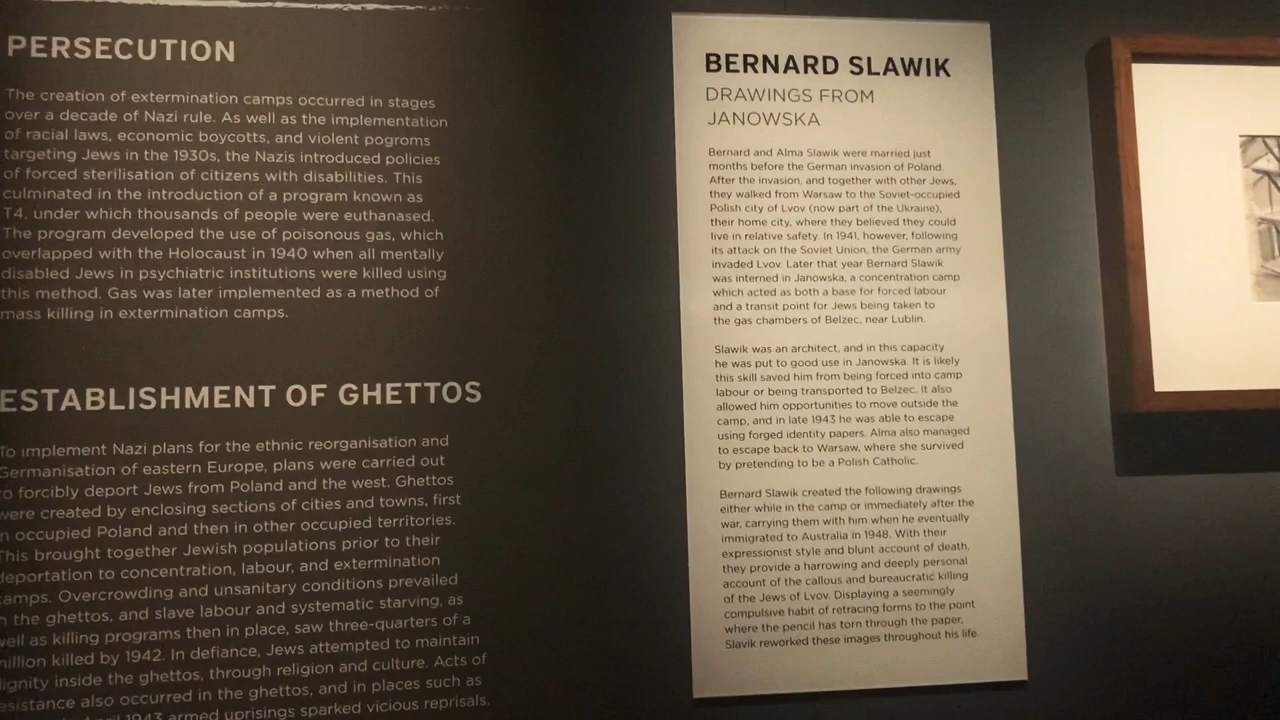 PERSECUTION
The creation of extermination camps occurred in stages
over a decade of Nazi rule. As well as the implementation
of racial laws, economic boycotts, and violent pogroms
targeting Jews in the 1930s, the Nazis introduced policies
of forced sterilisation of citizens with disabilities. This
culminated in the introduction of a program known as
T4, under which thousands of people were euthanased.
The program developed the use of poisonous gas, which
overlapped with the Holocaust in 1940 when all mentally
disabled Jews in psychiatric institutions were killed using
this method. Gas was later implemented as a method of
mass killing in extermination camps.
ESTABLISHMENT OF GHETTOS
To implement Nazi plans for the ethnic reorganisation and
Germanisation of eastern Europe, plans were carried out
to forcibly deport Jews from Poland and the west. Ghettos
were created by enclosing sections of cities and towns, first
in occupied Poland and then in other occupied territories.
This brought together Jewish populations prior to their
deportation to concentration, labour, and extermination
camps. Overcrowding and unsanitary conditions prevailed
in the ghettos, and slave labour and systematic starving, as
well as killing programs then in place, saw three-quarters of a
million killed by 1942. In defiance, Jews attempted to maintain
dignity inside the ghettos, through religion and culture. Acts of
resistance also occurred in the ghettos, and in places such as
April 1943 armed uprisings sparked vicious reprisals.
BERNARD SLAWIK
DRAWINGS FROM
JANOWSKA
Bernard and Alma Slawik were married just
months before the German invasion of Poland.
After the invasion, and together with other Jews,
they walked from Warsaw to the Soviet-occupied
Polish city of Lvov (now part of the Ukraine),
their home city, where they believed they could
live in relative safety. In 1941, however, following
its attack on the Soviet Union, the German army
invaded Lvov. Later that year Bernard Slawik
was interned in Janowska, a concentration camp
which acted as both a base for forced labour
and a transit point for Jews being taken to
the gas chambers of Belzec, near Lublin.
Slawik was an architect, and in this capacity
he was put to good use in Janowska. It is likely
this skill saved him from being forced into camp
labour or being transported to Belzec. It also
allowed him opportunities to move outside the
camp, and in late 1943 he was able to escape
using forged identity papers. Alma also managed
to escape back to Warsaw, where she survived
by pretending to be a Polish Catholic.
Bernard Slawik created the following drawings
either while in the camp or immediately after the
war, carrying them with him when he eventually
immigrated to Australia in 1948. With their
expressionist style and blunt account of death,
they provide a harrowing and deeply personal
account of the callous and bureaucratic killing
of the Jews of Lvov. Displaying a seemingly
compulsive habit of retracing forms to the point
where the pencil has torn through the paper,
Slavik reworked these images throughout his life.